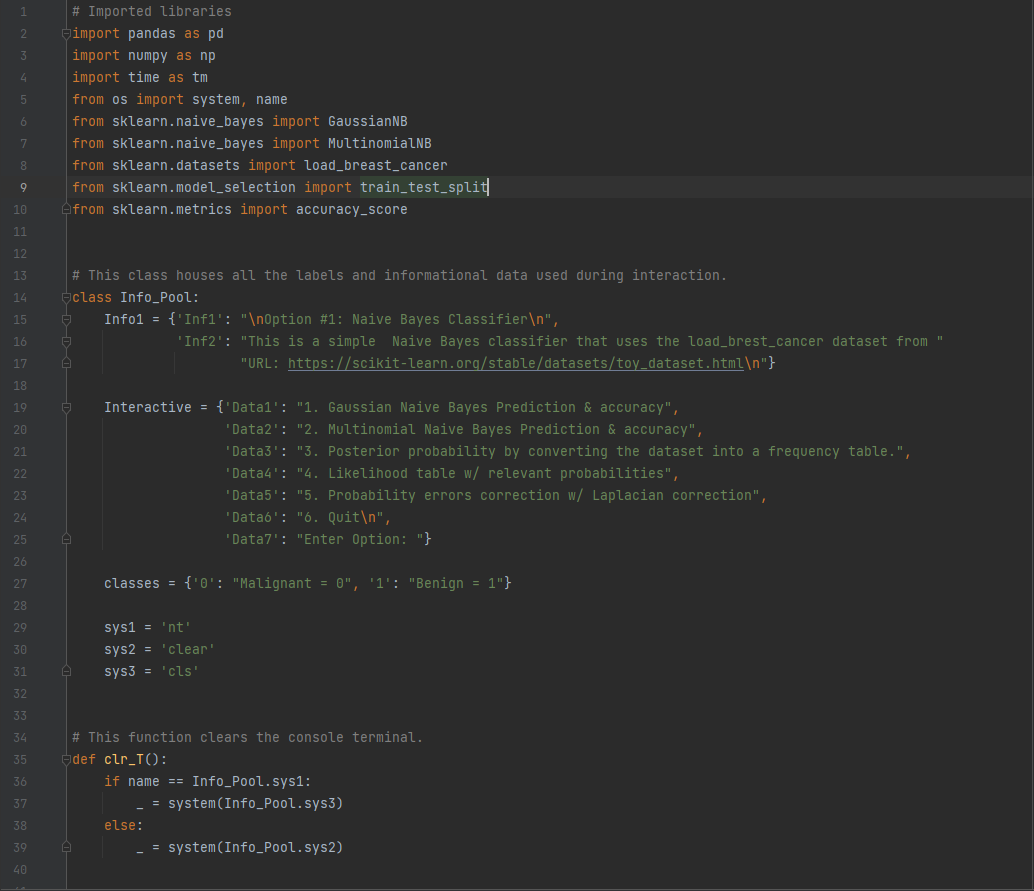 1 # Imported libraries
2 import pandas as pd
3 import numpy as np
4 import time as tm
5 from os import system, name
6 from sklearn.naive_bayes import GaussianNB
7 from sklearn.naive_bayes import MultinomialNB
8 from sklearn.datasets import load_breast_cancer
9 from sklearn.model_selection import train_test_split
10 from sklearn.metrics import accuracy_score
11
12
13 # This class houses all the labels and informational data used during interaction.
14 class Info_Pool:
15     Info1 = {'Inf1': "\nOption #1: Naive Bayes Classifier\n",
16              'Inf2': "This is a simple  Naive Bayes classifier that uses the load_brest_cancer dataset from "
17                      "URL: https://scikit-learn.org/stable/datasets/toy_dataset.html\n"}
18
19     Interactive = {'Data1': "1. Gaussian Naive Bayes Prediction & accuracy",
20                    'Data2': "2. Multinomial Naive Bayes Prediction & accuracy",
21                    'Data3': "3. Posterior probability by converting the dataset into a frequency table.",
22                    'Data4': "4. Likelihood table w/ relevant probabilities",
23                    'Data5': "5. Probability errors correction w/ Laplacian correction",
24                    'Data6': "6. Quit\n",
25                    'Data7': "Enter Option: "}
26
27     classes = {'0': "Malignant = 0", '1': "Benign = 1"}
28
29     sys1 = 'nt'
30     sys2 = 'clear'
31     sys3 = 'cls'
32
33
34 # This function clears the console terminal.
35 def clr_T():
36     if name == Info_Pool.sys1:
37         _ = system(Info_Pool.sys3)
38     else:
39         _ = system(Info_Pool.sys2)
40